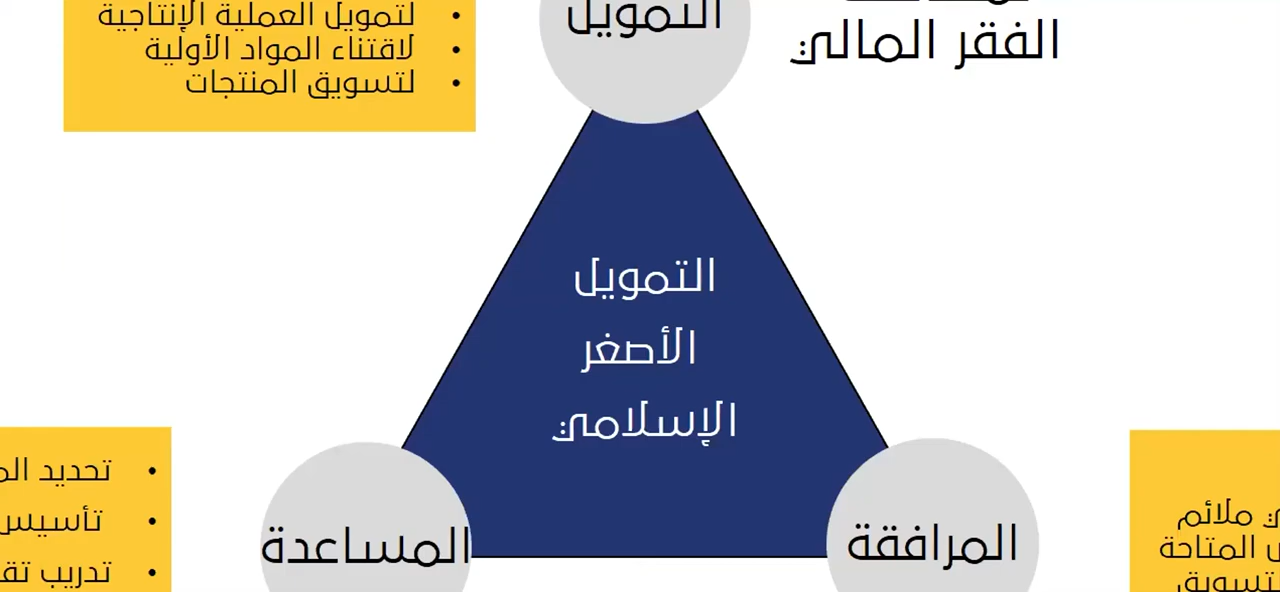 الفقر المالي
التمويل
• لتمويل العملية الإنتاجية
• لاقتناء المواد الأولية
• لتسويق المنتجات
التمويل
الأصغر
الإسلامي
المرافقة
ملائم
المتاحة
المساعدة
• تحديد
• تأسيس
• تدريب